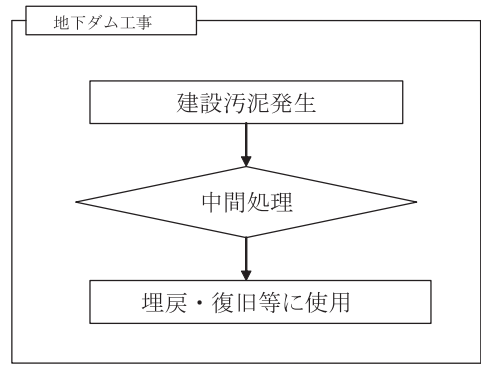 地下ダム工事
建設汚泥発生
中間処理
埋戻・復旧等に使用